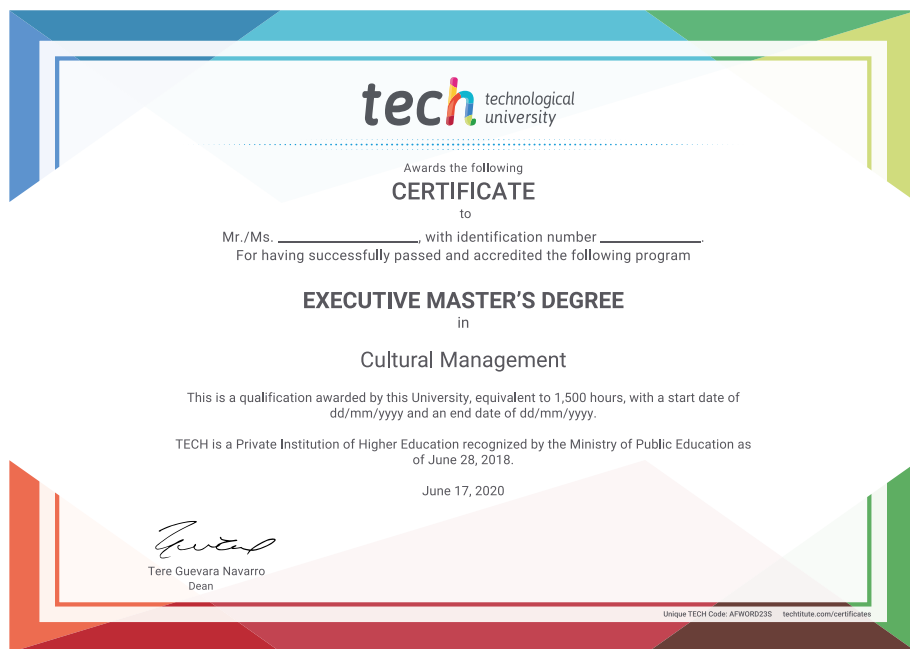 tech technological
university
Awards the following
CERTIFICATE
to
Mr./Ms. ____________________, with identification number ______________.
For having successfully passed and accredited the following program
EXECUTIVE MASTER’S DEGREE
in
Cultural Management
This is a qualification awarded by this University, equivalent to 1,500 hours, with a start date of
dd/mm/yyyy and an end date of dd/mm/yyyy.
TECH is a Private Institution of Higher Education recognized by the Ministry of Public Education as
of June 28, 2018.
June 17, 2020
Tere Guevara Navarro
Dean
Unique TECH Code: AFWORD23S techtitute.com/certificates